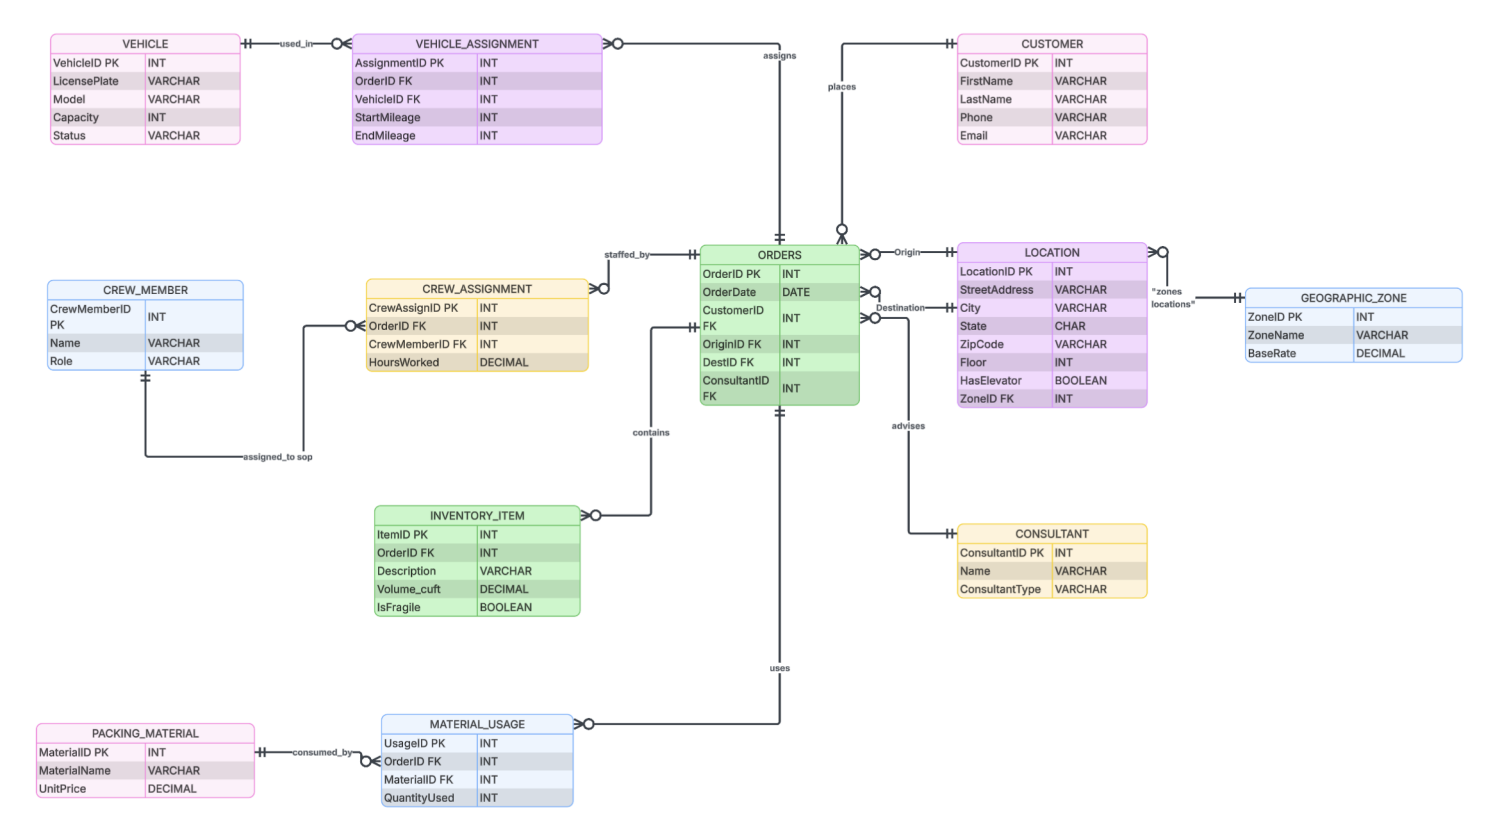 VEHICLE
VehicleID PK INT
LicensePlate VARCHAR
Model VARCHAR
Capacity INT
Status VARCHAR
used_in
VEHICLE_ASSIGNMENT
AssignmentID PK INT
OrderID FK INT
VehicleID FK INT
StartMileage INT
EndMileage INT
assigns
places
CUSTOMER
CustomerID PK INT
FirstName VARCHAR
LastName VARCHAR
Phone VARCHAR
Email VARCHAR
CREW_MEMBER
CrewMemberID
PK INT
Name VARCHAR
Role VARCHAR
assigned_to sop
CREW_ASSIGNMENT
CrewAssignID PK INT
OrderID FK INT
CrewMemberID FK INT
HoursWorked DECIMAL
staffed_by
ORDERS
OrderID PK INT
OrderDate DATE
CustomerID
FK INT
OriginID FK INT
DestID FK INT
ConsultantID
FK INT
Origin
Destination
LOCATION
LocationID PK INT
StreetAddress VARCHAR
City VARCHAR
State CHAR
ZipCode VARCHAR
Floor INT
HasElevator BOOLEAN
ZoneID FK INT
"zones
locations"
GEOGRAPHIC_ZONE
ZoneID PK INT
ZoneName VARCHAR
BaseRate DECIMAL
contains
advises
INVENTORY_ITEM
ItemID PK INT
OrderID FK INT
Description VARCHAR
Volume_cuft DECIMAL
IsFragile BOOLEAN
CONSULTANT
ConsultantID PK INT
Name VARCHAR
ConsultantType VARCHAR
uses
PACKING_MATERIAL
MaterialID PK INT
MaterialName VARCHAR
UnitPrice DECIMAL
consumed_by
MATERIAL_USAGE
UsageID PK INT
OrderID FK INT
MaterialID FK INT
QuantityUsed INT